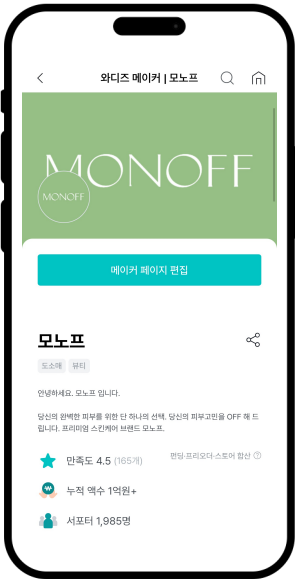 와디즈 메이커 | 모노프
MONOFF
MONOFF
메이커 페이지 편집
모노프
도소매 뷰티
안녕하세요. 모노프 입니다.
당신의 완벽한 피부를 위한 단 하나의 선택. 당신의 피부고민을 OFF 해 드
립니다. 프리미엄 스킨케어 브랜드 모노프.
만족도 4.5 (165개)
펀딩·프리오더·스토어 합산 ?
누적 액수 1억원+
서포터 1,985명